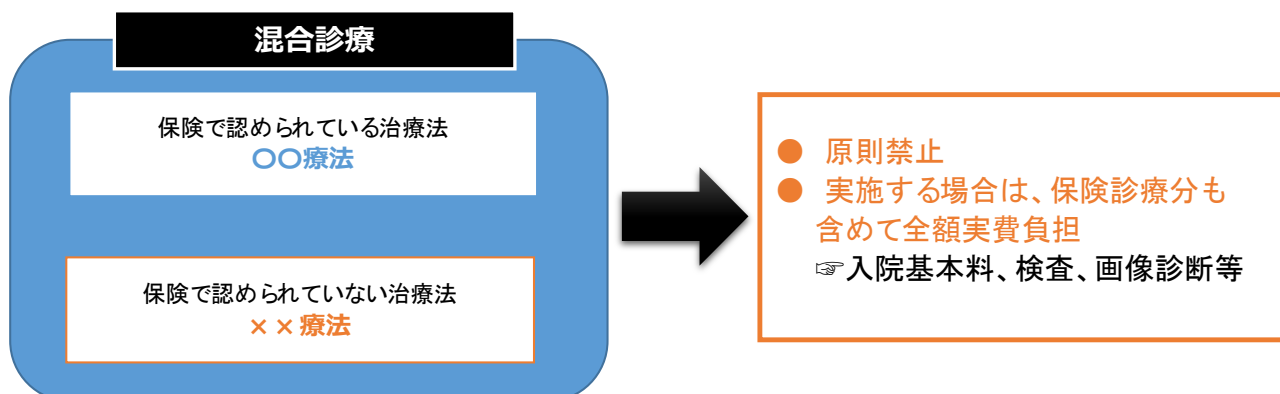 混合診療
保険で認められている治療法
〇〇療法
保険で認められていない治療法
××療法
● 原則禁止
● 実施する場合は、保険診療分も
含めて全額実費負担
☞入院基本料、検査、画像診断等